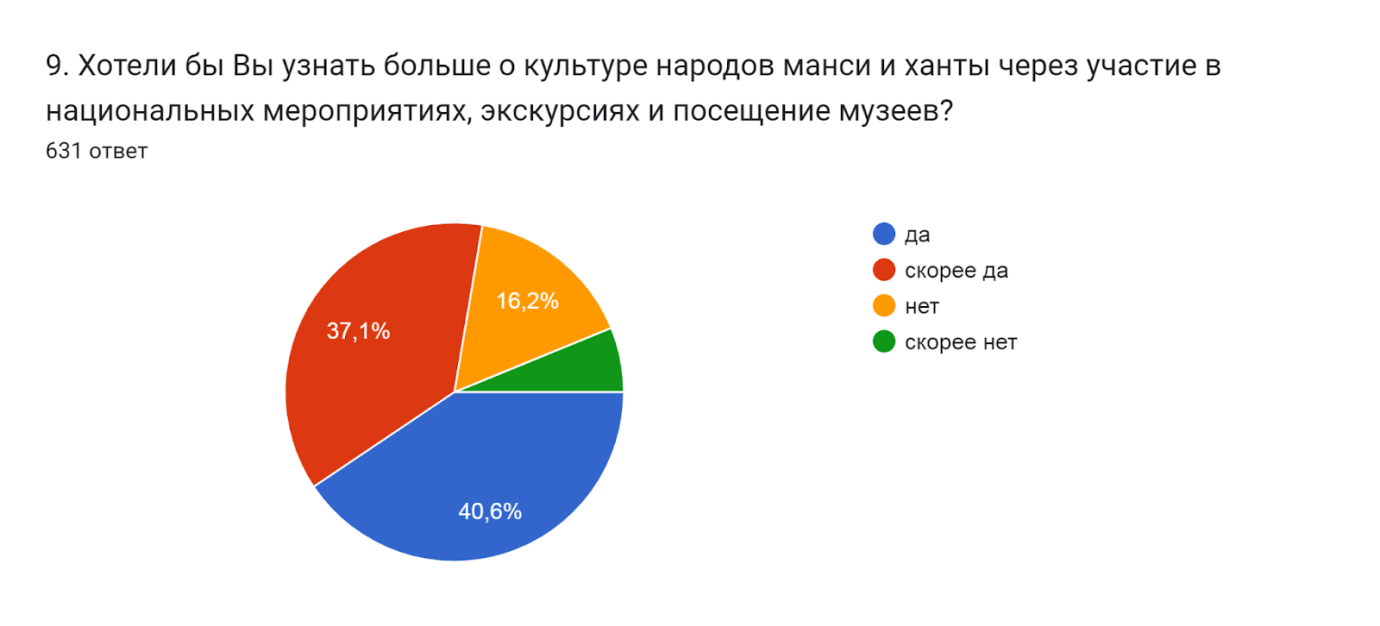 9. Хотели бы Вы узнать больше о культуре народов манси и ханты через участие в
национальных мероприятиях, экскурсиях и посещение музеев?
631 ответ
да
скорее да
нет
скорее нет
16,2%
37,1%
40,6%